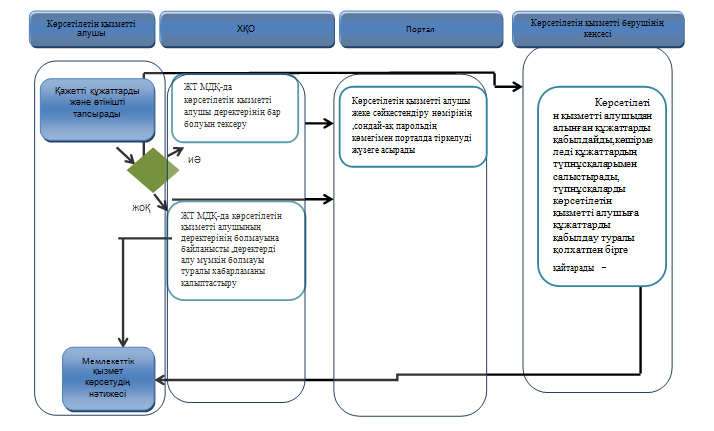 Көрсетілетін қызметті
алушы
ХҚО
Портал
Көрсетілетін қызметті берушінің
кеңсесі
Қажетті құжаттарды
және өтінішті
тапсырады
ЖТ МДҚ-да
көрсетілетін қызметті
алушы деректерінің бар
болуын тексеру
Көрсетілетін қызметті алушы
жеке сәйкестендіру нөмірінің
,сондай-ақ парольдің
көмегімен порталда тіркелуді
жүзеге асырады
Көрсетілеті
н қызметті алушыдан
алынған құжаттарды
қабылдайды,көшірме
леді құжаттардың
түпнұсқаларымен
салыстырады,
түпнұсқаларды
көрсетілетін
қызметті алушыға
құжаттарды
қабылдау туралы
қолхатпен бірге
қайтарады –
иә
жоқ
ЖТ МДҚ-да көрсетілетін
қызметті алушының
деректерінің болмауына
байланысты ,деректерді
алу мүмкін болмауы
туралы хабарламаны
қалыптастыру
Мемлекеттік
қызмет
көрсетудің
нәтижесі